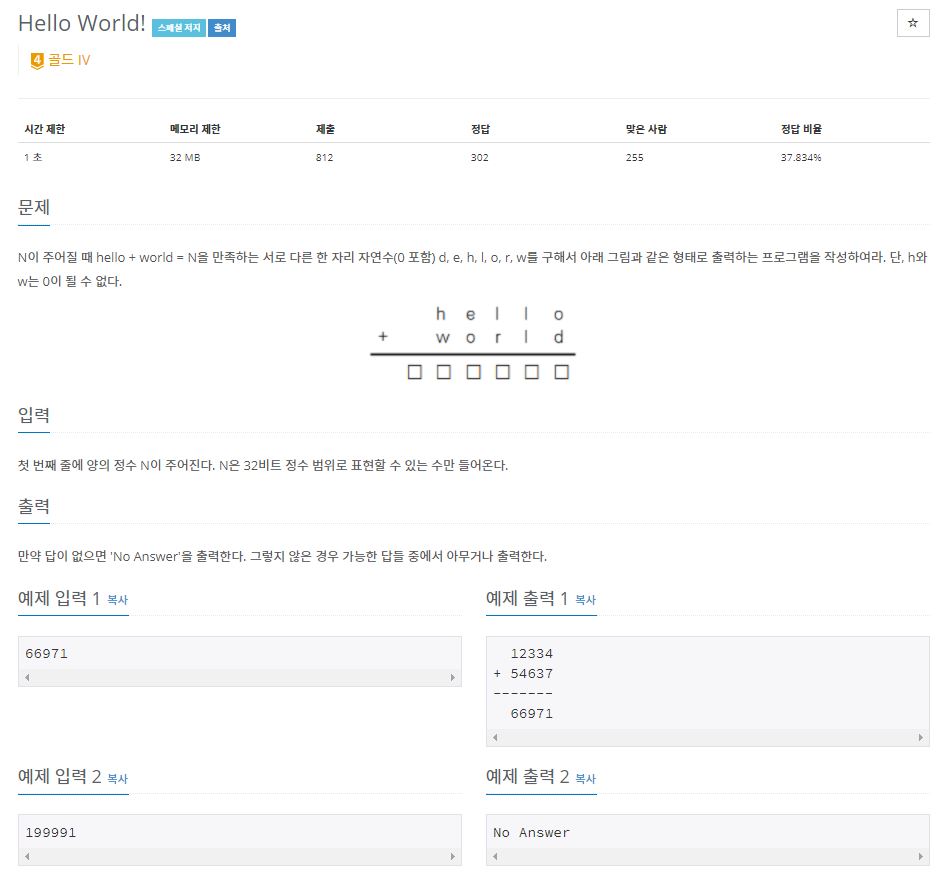 Hello World! 스페셜 저지 출처
☆
4 골드 IV
시간 제한 메모리 제한 제출 정답 맞은 사람 정답 비율
1 초 32 MB 812 302 255 37.834%
문제
N이 주어질 때 hello + world = N을 만족하는 서로 다른 한 자리 자연수(0 포함) d, e, h, l, o, r, w를 구해서 아래 그림과 같은 형태로 출력하는 프로그램을 작성하여라. 단, h와
w는 0이 될 수 없다.
h e l l o
+ w o r l d
□ □ □ □ □ □
입력
첫 번째 줄에 양의 정수 N이 주어진다. N은 32비트 정수 범위로 표현할 수 있는 수만 들어온다.
출력
만약 답이 없으면 'No Answer'을 출력한다. 그렇지 않은 경우 가능한 답들 중에서 아무거나 출력한다.
예제 입력 1 복사
66971
예제 출력 1 복사
12334
+ 54637
-------
66971
예제 입력 2 복사
199991
예제 출력 2 복사
No Answer